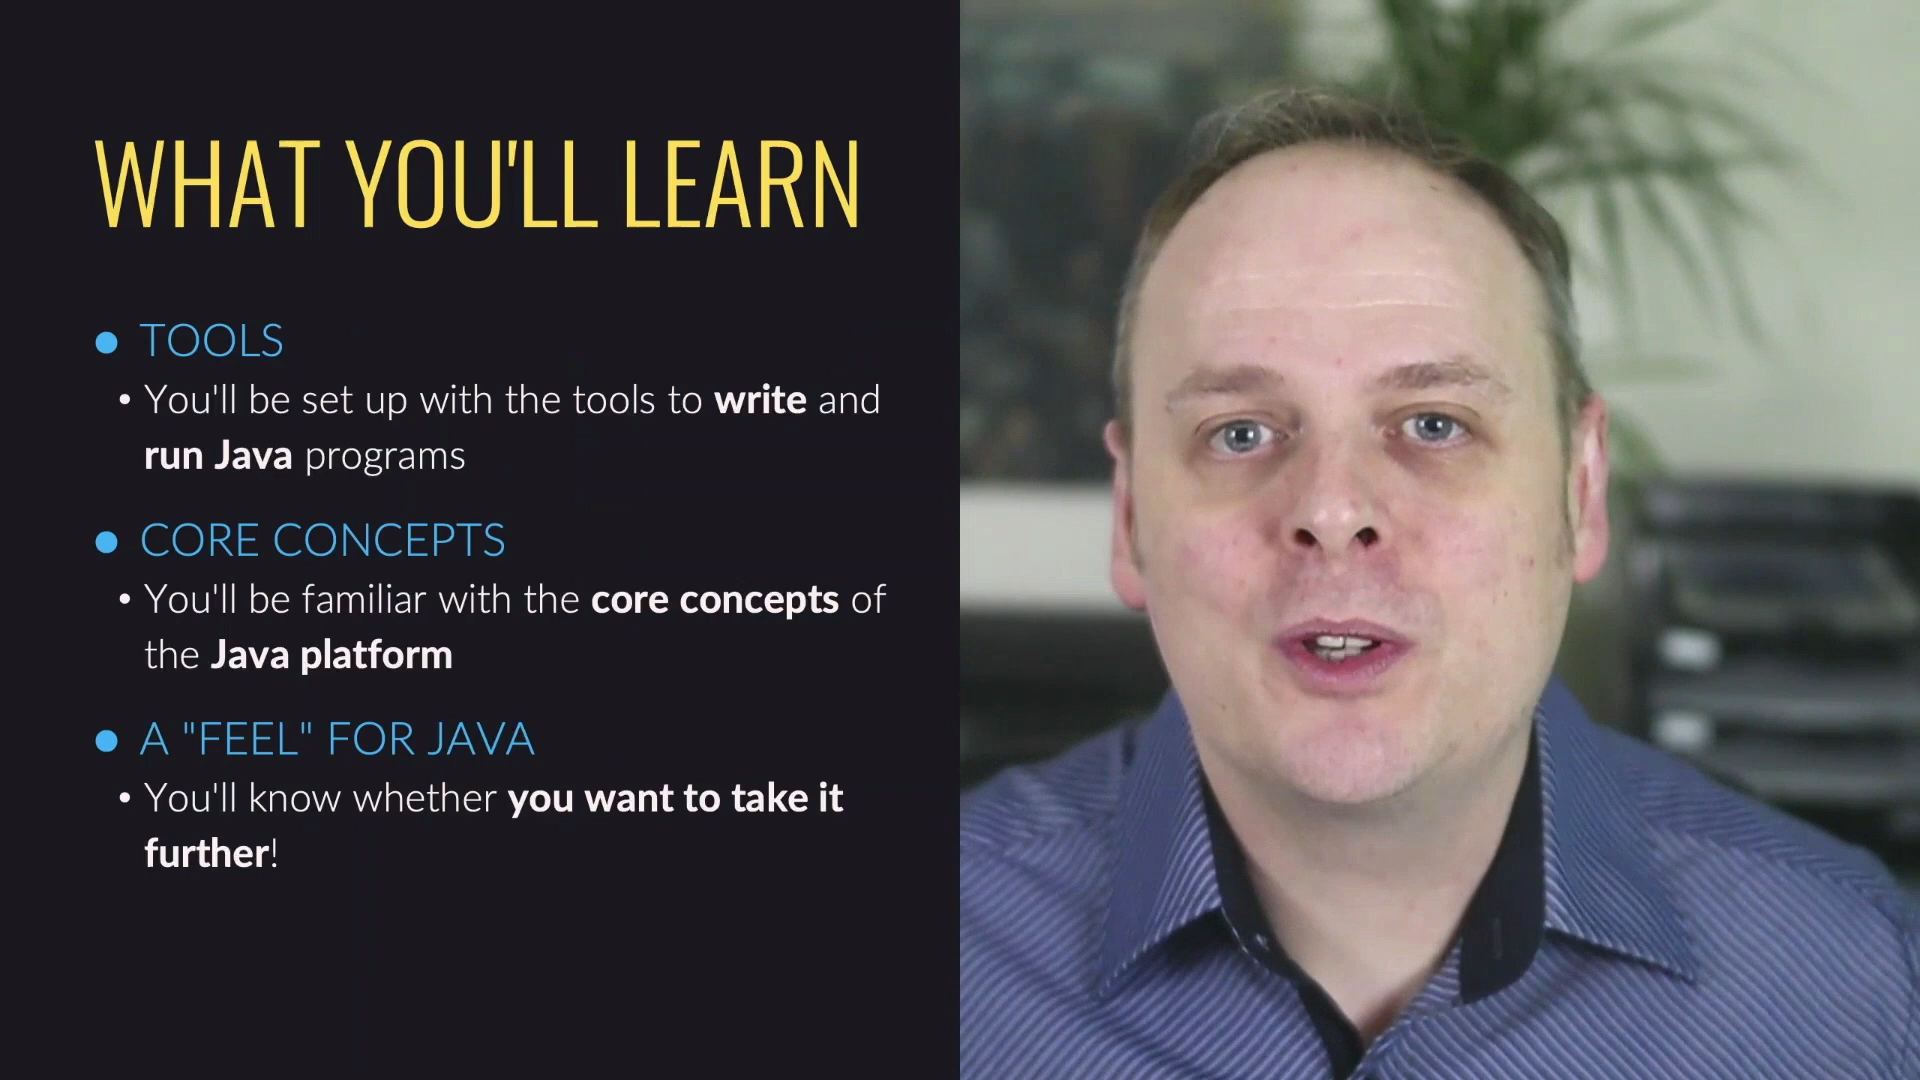 WHAT YOU'LL LEARN
● TOOLS
• You'll be set up with the tools to write and
run Java programs
● CORE CONCEPTS
• You'll be familiar with the core concepts of
the Java platform
● A "FEEL" FOR JAVA
• You'll know whether you want to take it
further!